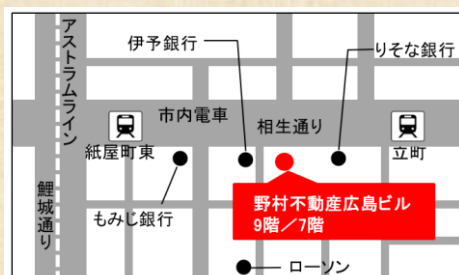 アストラムライン
伊予銀行
りそな銀行
市内電車
相生通り
紙屋町東
立町
鯉城通り
もみじ銀行
野村不動産広島ビル
9階／7階
ローソン